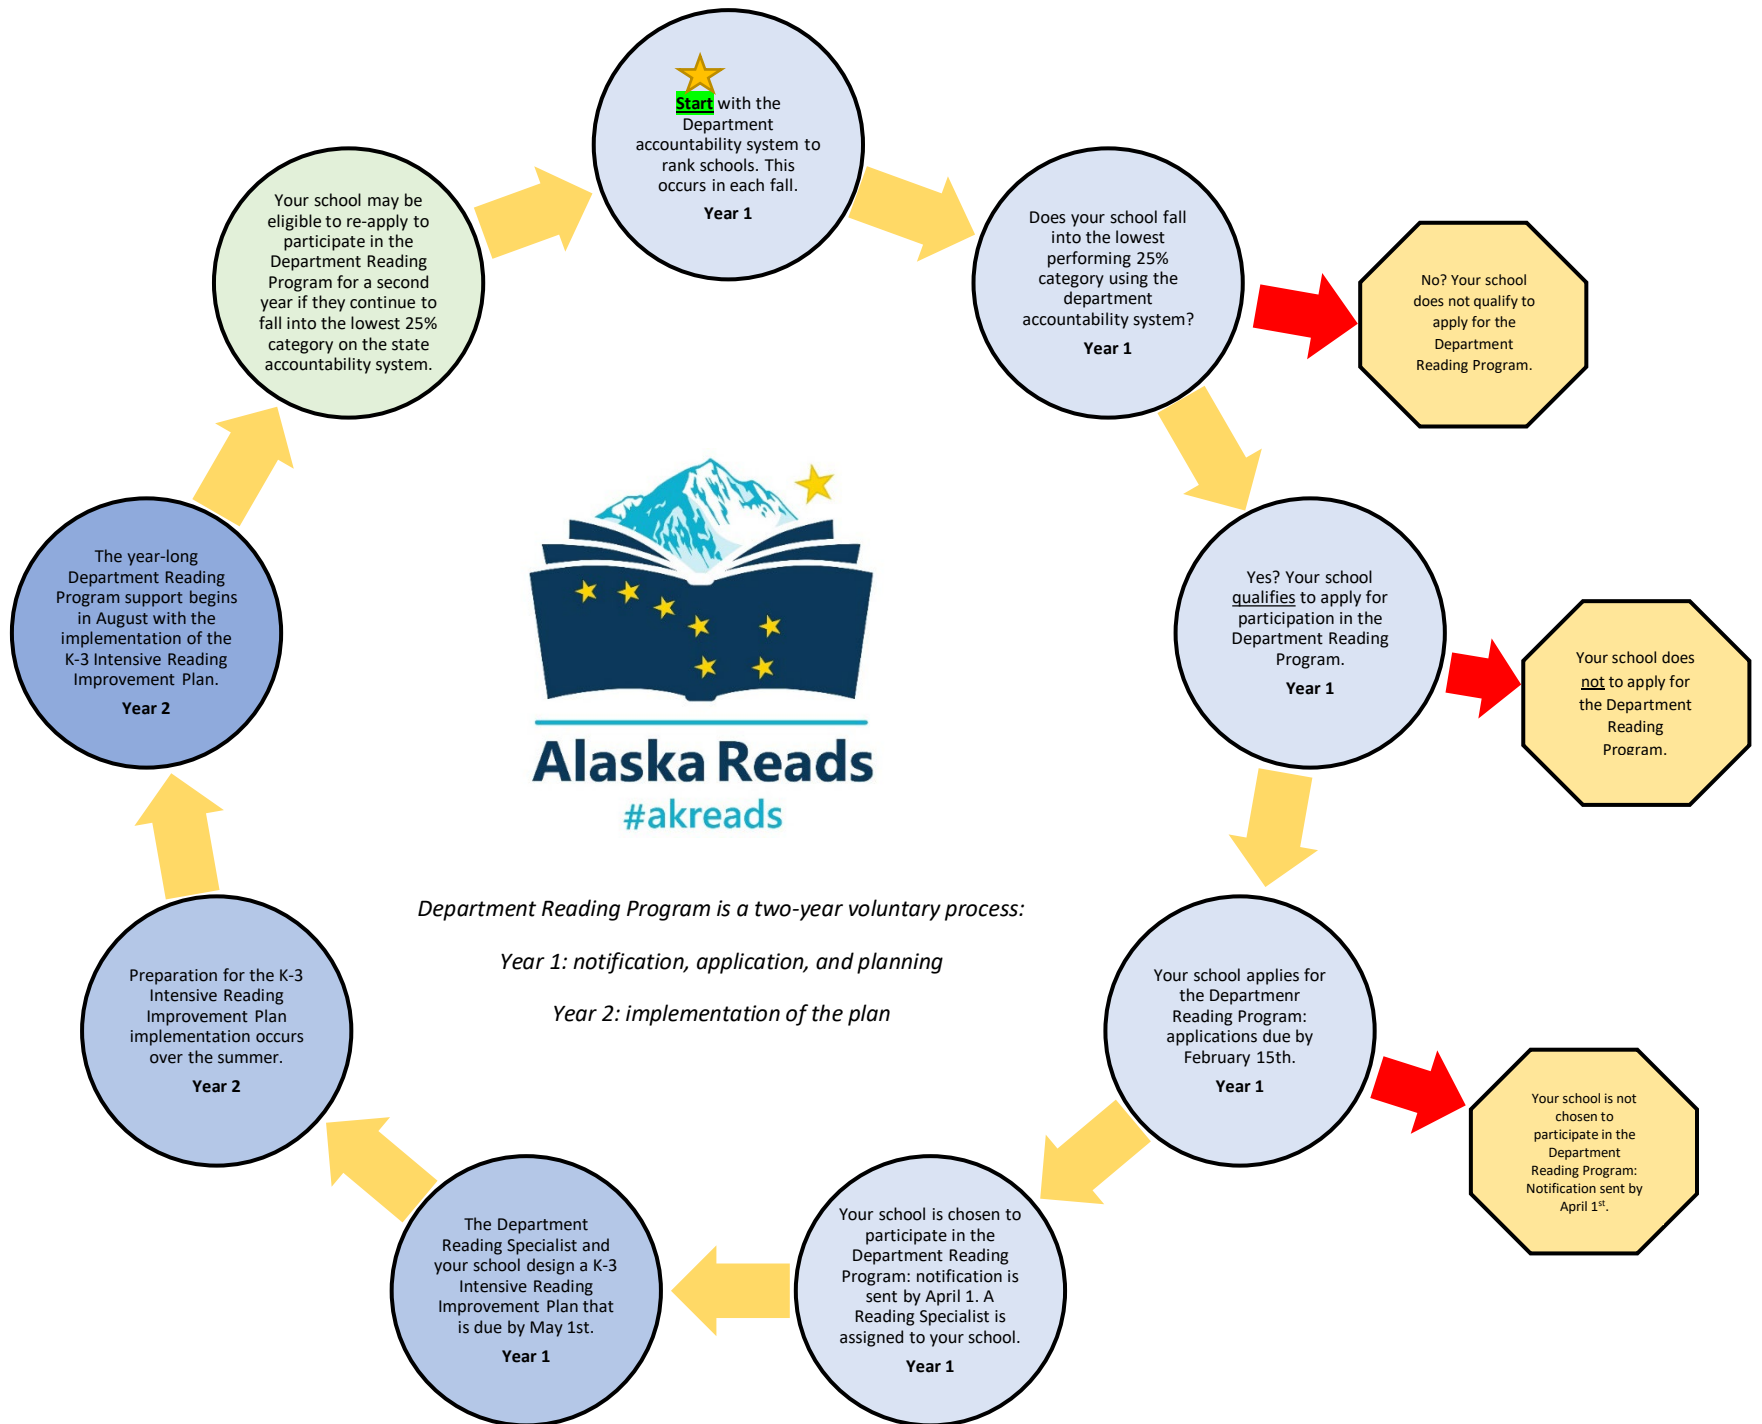 Start with the
Department
accountability system to
rank schools. This
occurs in each fall.
Year 1
Does your school fall
into the lowest
performing 25%
category using the
department
accountability system?
Year 1
No? Your school
does not qualify to
apply for the
Department
Reading Program.
Yes? Your school
qualifies to apply for
participation in the
Department Reading
Program.
Year 1
Your school does
not to apply for
the Department
Reading
Program.
Your school applies for
the Departmenr
Reading Program:
applications due by
February 15th.
Year 1
Your school is not
chosen to
participate in the
Department
Reading Program:
Notification sent by
April 1st.
Your school is chosen to
participate in the
Department Reading
Program: notification is
sent by April 1. A
Reading Specialist is
assigned to your school.
Year 1
The Department
Reading Specialist and
your school design a K-3
Intensive Reading
Improvement Plan that
is due by May 1st.
Year 1
Preparation for the K-3
Intensive Reading
Improvement Plan
implementation occurs
over the summer.
Year 2
The year-long
Department Reading
Program support begins
in August with the
implementation of the
K-3 Intensive Reading
Improvement Plan.
Year 2
Your school may be
eligible to re-apply to
participate in the
Department Reading
Program for a second
year if they continue to
fall into the lowest 25%
category on the state
accountability system.
Alaska Reads
#akreads
Department Reading Program is a two-year voluntary process:
Year 1: notification, application, and planning
Year 2: implementation of the plan